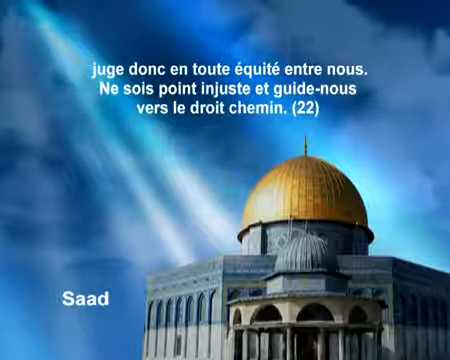 juge donc en toute équité entre nous.
Ne sois point injuste et guide-nous
vers le droit chemin. (22)
Saad